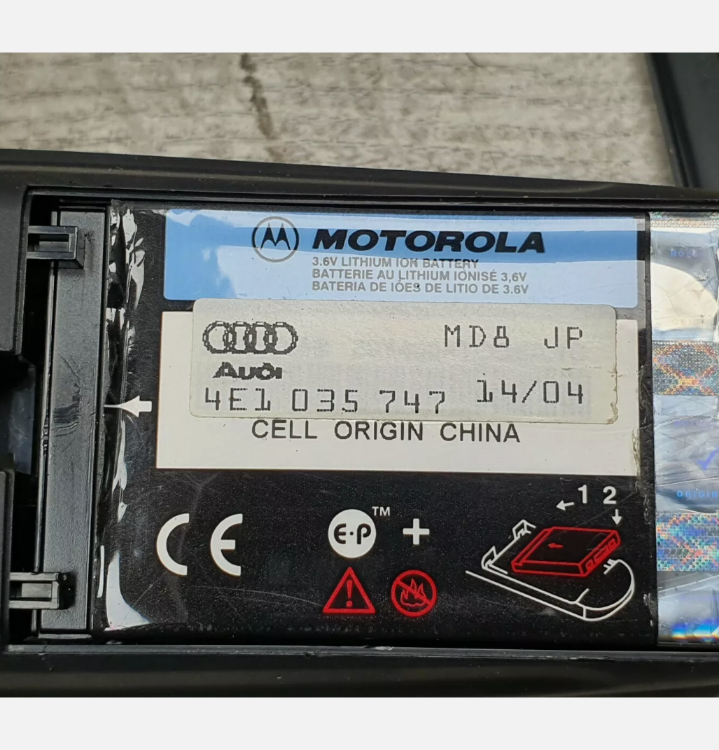 MOTOROLA
3.6V LITHIUM ION BATTERY
BATTERIE AU LITHIUM IONISÉ 3,6V
BATERIA DE IOES DE LITIO DE 3.6V
MD8 JP
Audi
4E1 035 747 14/04
CELL ORIGIN CHINA
CE E·P™ +
←1 2